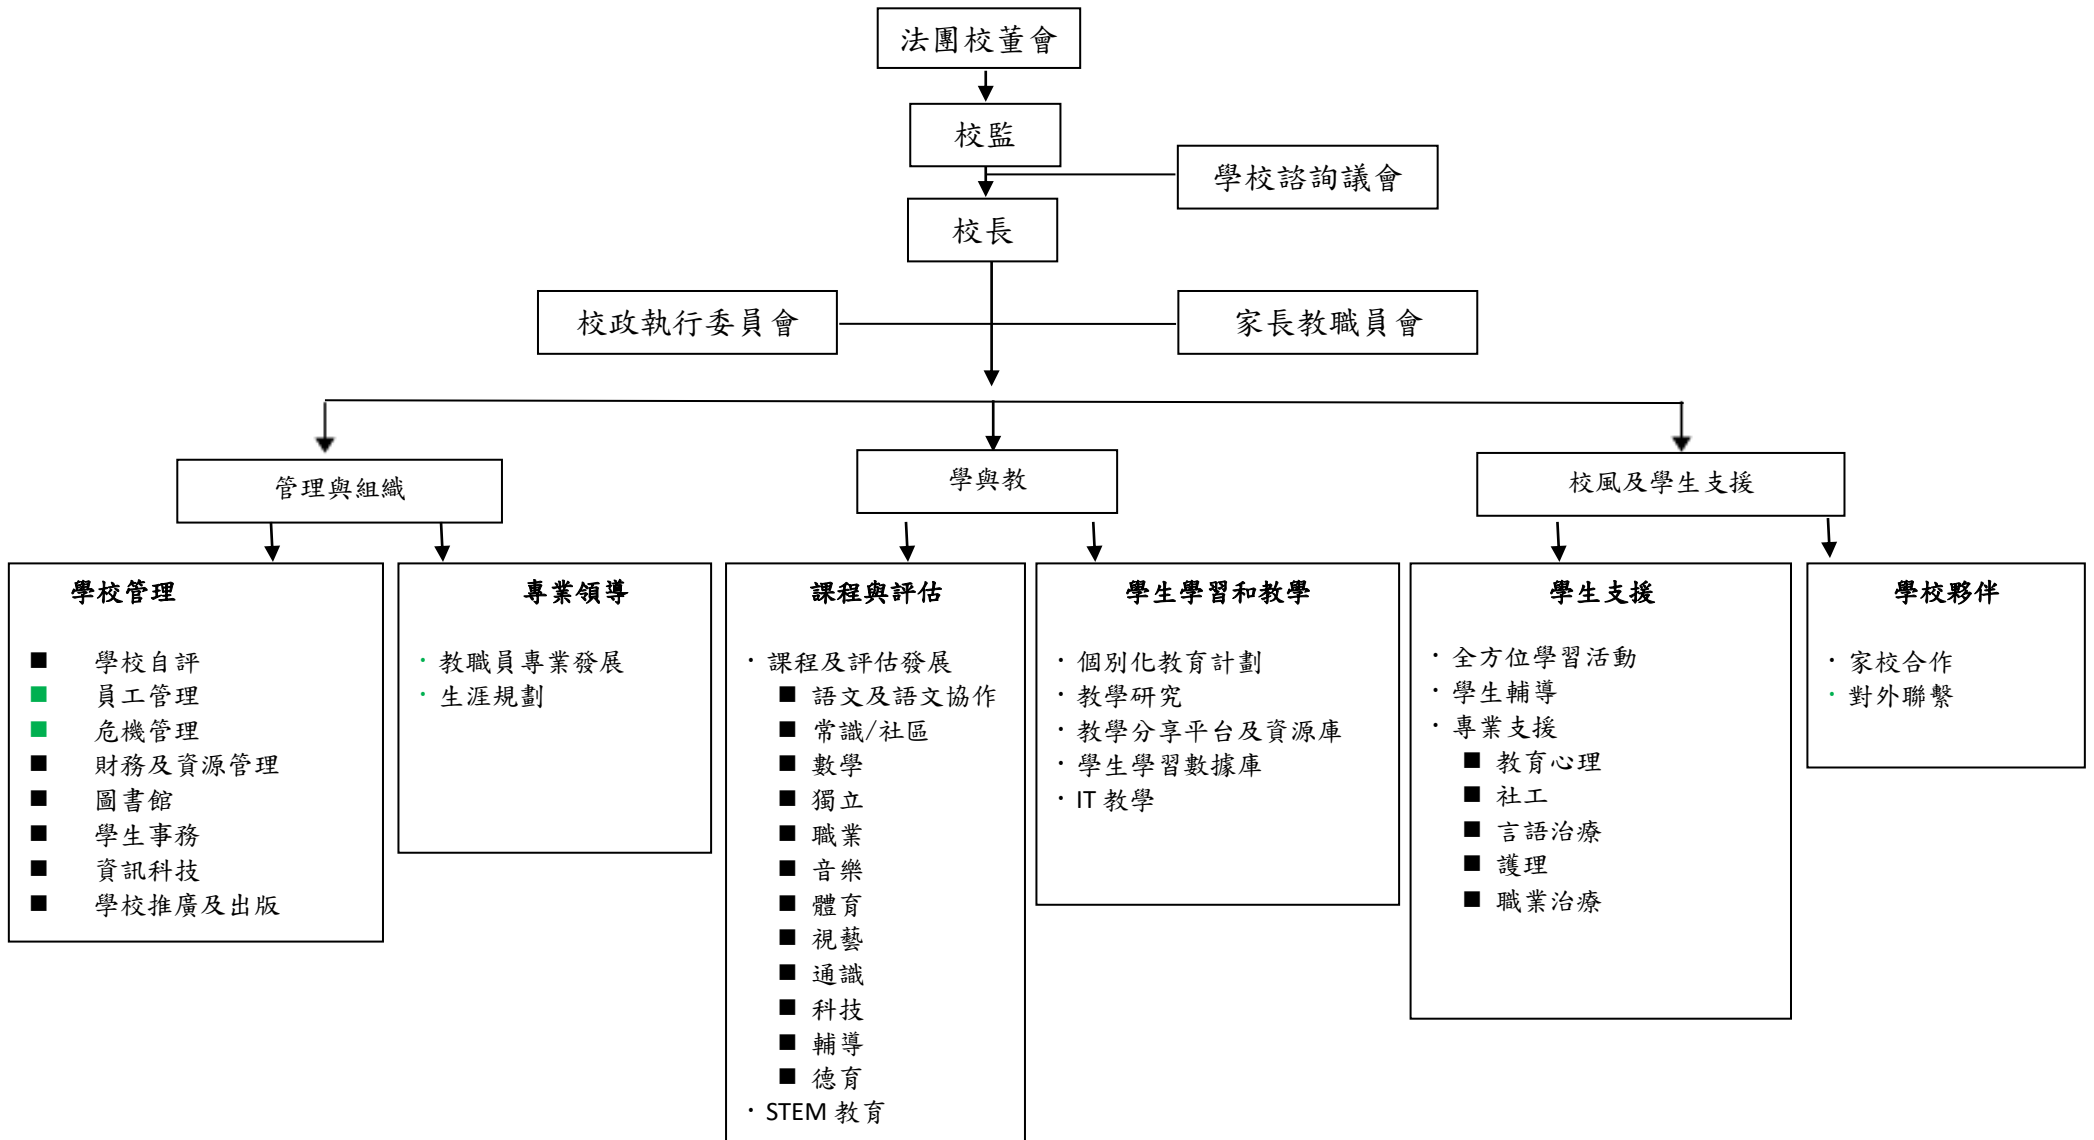 法團校董會
校監
學校諮詢議會
校長
校政執行委員會
家長教職員會
管理與組織
學與教
校風及學生支援
學校管理
■ 學校自評
■ 員工管理
■ 危機管理
■ 財務及資源管理
■ 圖書館
■ 學生事務
■ 資訊科技
■ 學校推廣及出版
專業領導
· 教職員專業發展
· 生涯規劃
課程與評估
· 課程及評估發展
■ 語文及語文協作
■ 常識/社區
■ 數學
■ 獨立
■ 職業
■ 音樂
■ 體育
■ 視藝
■ 通識
■ 科技
■ 輔導
■ 德育
· STEM 教育
學生學習和教學
· 個別化教育計劃
· 教學研究
· 教學分享平台及資源庫
· 學生學習數據庫
· IT 教學
學生支援
· 全方位學習活動
· 學生輔導
· 專業支援
■ 教育心理
■ 社工
■ 言語治療
■ 護理
■ 職業治療
學校夥伴
· 家校合作
· 對外聯繫